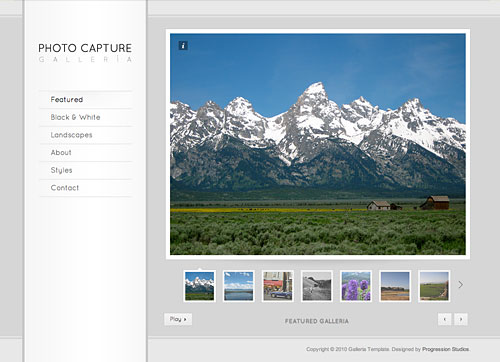 PHOTO CAPTURE
GALLERIA
Featured
Black & White
Landscapes
About
Styles
Contact
i
Play
FEATURED GALLERIA
Copyright © 2010 Galleria Template. Designed by Progression Studios